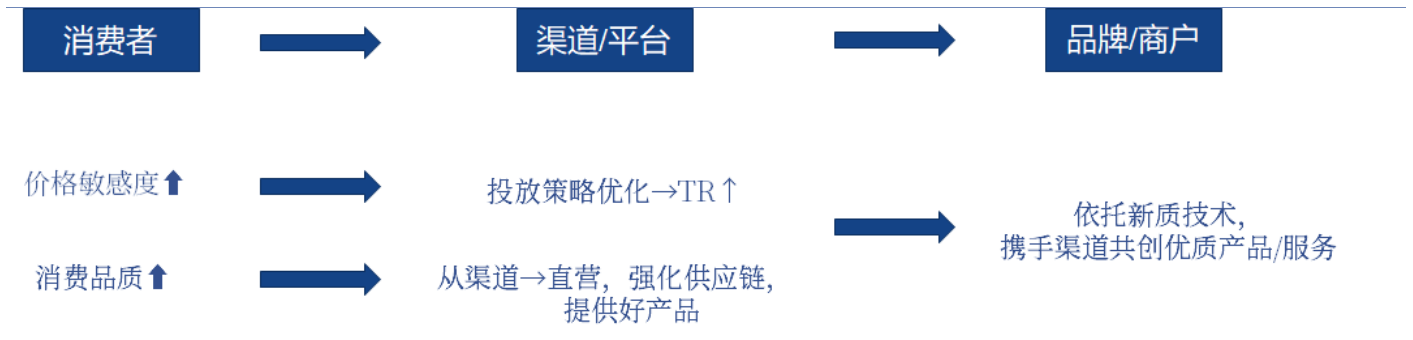 消费者
渠道/平台
品牌/商户
价格敏感度⬆
投放策略优化→TR↑
依托新质技术，
携手渠道共创优质产品/服务
消费品质⬆
从渠道→直营，强化供应链，
提供好产品